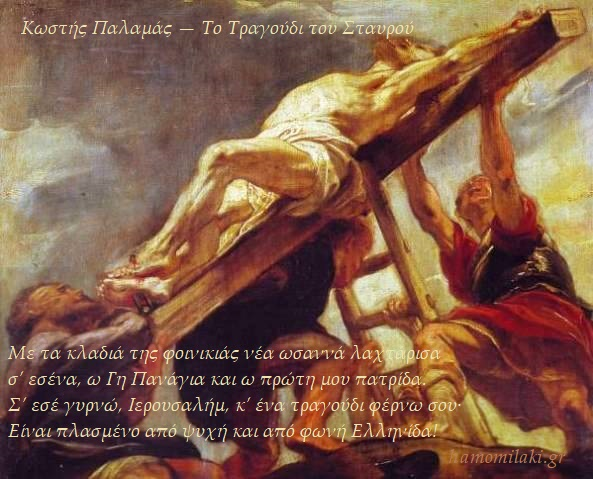 Κωστής Παλαμάς — Το Τραγούδι του Σταυρού
Με τα κλαδιά της φοινικιάς νέα ωσαννά λαχτάρισα
σ' εσένα, ω Γη Πανάγια και ω πρώτη μου πατρίδα.
Σ' εσέ γυρνώ, Ιερουσαλήμ, κ' ένα τραγούδι φέρνω σου·
Είναι πλασμένο από ψυχή και από φωνή Ελληνίδα!
hamomilaki.gr